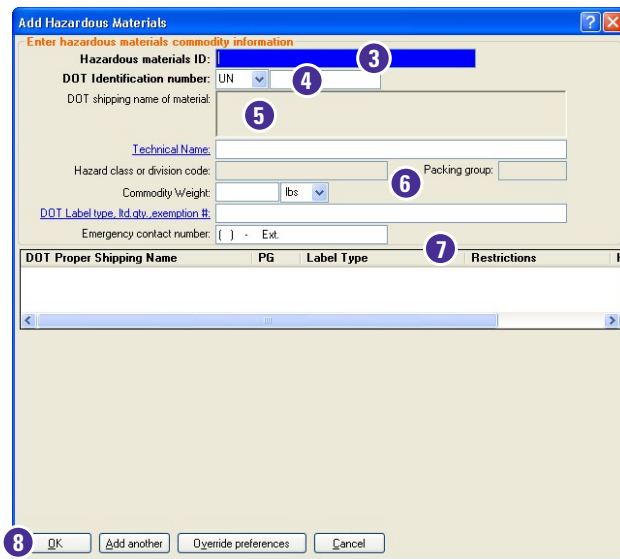 Add Hazardous Materials
Enter hazardous materials commodity information
Hazardous materials ID: 3
DOT Identification number: UN 4
DOT shipping name of material: 5
Technical Name:
Hazard class or division code: Packing group:
6
Commodity Weight: lbs
DOT Label type, ltd.qty.,exemption #:
Emergency contact number: ( ) - Ext.
7
DOT Proper Shipping Name PG Label Type Restrictions
8 OK Add another Override preferences Cancel